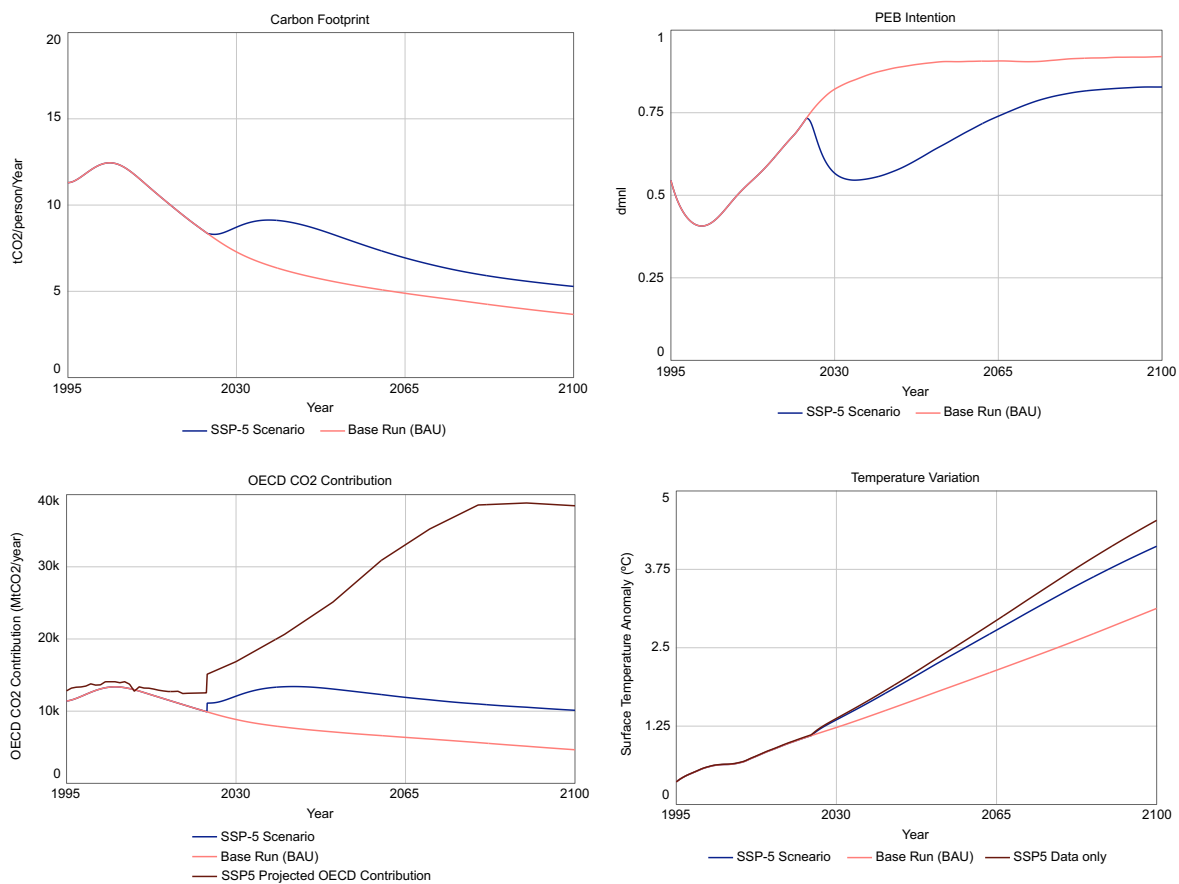 Carbon Footprint
20
15
10
5
0
tCO2/person/Year
1995
2030
2065
2100
Year
SSP-5 Scenario
Base Run (BAU)
PEB Intention
1
0.75
0.5
0.25
0
dmnl
1995
2030
2065
2100
Year
SSP-5 Scenario
Base Run (BAU)
OECD CO2 Contribution
40k
30k
20k
10k
0
OECD CO2 Contribution (MtCO2/year)
1995
2030
2065
2100
Year
SSP-5 Scenario
Base Run (BAU)
SSP5 Projected OECD Contribution
Temperature Variation
5
3.75
2.5
1.25
0
Surface Temperature Anomaly (ºC)
1995
2030
2065
2100
Year
SSP-5 Scneario
Base Run (BAU)
SSP5 Data only